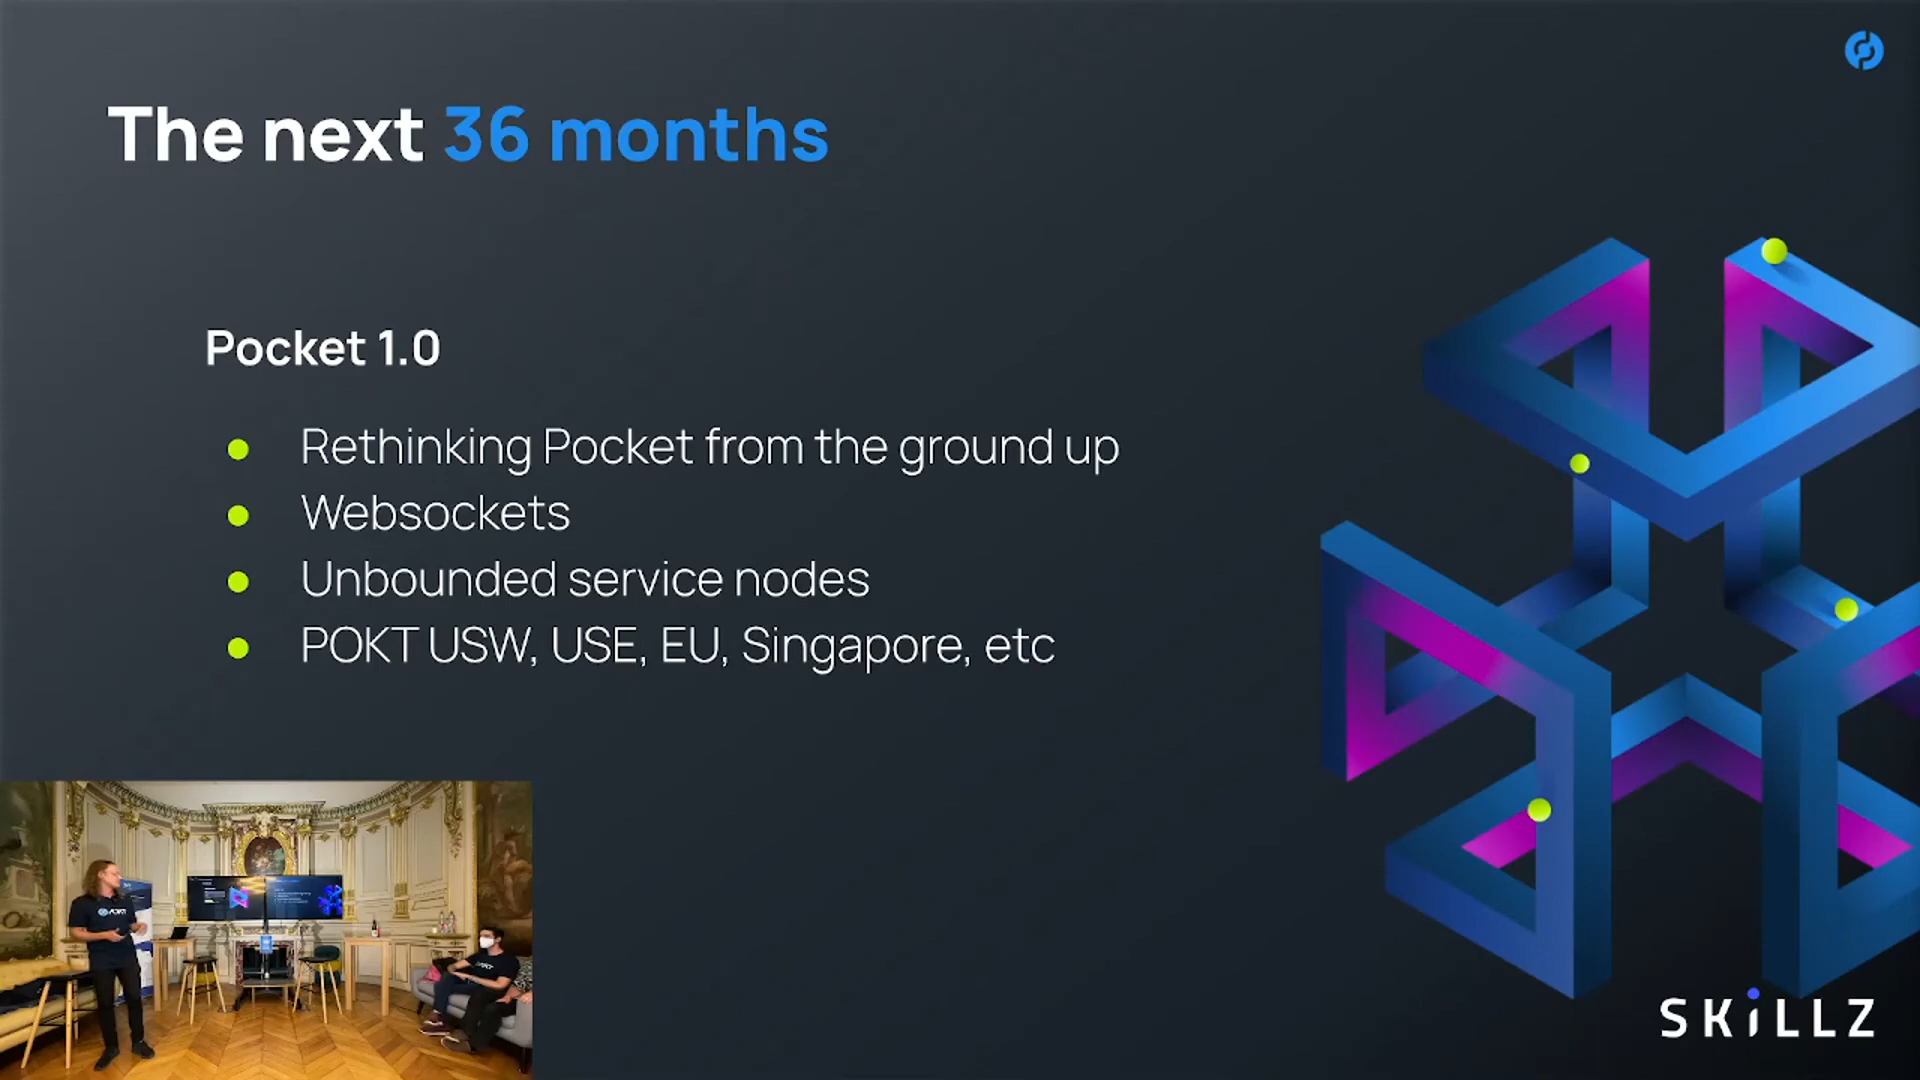 The next 36 months
Pocket 1.0
Rethinking Pocket from the ground up
Websockets
Unbounded service nodes
POKT USW, USE, EU, Singapore, etc
SKiLLZ